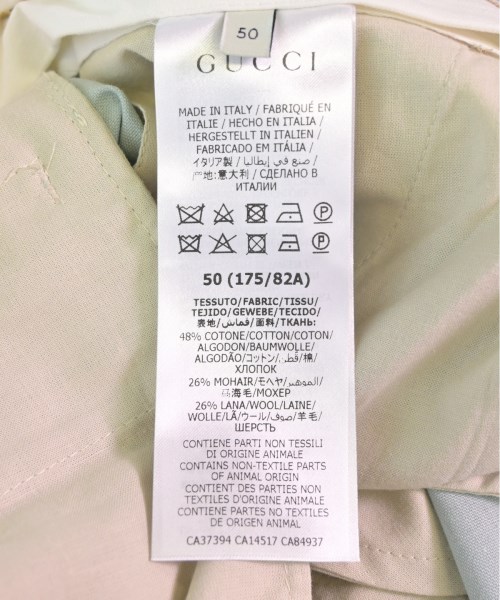 50
GUCCI
MADE IN ITALY / FABRIQUÉ EN
ITALIE / HECHO EN ITALIA /
HERGESTELLT IN ITALIEN /
FABRICADO EM ITÁLIA /
イタリア製 / صنع في إيطاليا /
产地:意大利 / СДЕЛАНО В
ИТАЛИИ
P
P
50 (175/82A)
TESSUTO/FABRIC/TISSU/
TEJIDO/GEWEBE/TECIDO/
表地/قماش/面料/ТКАНЬ:
48% COTONE/COTTON/COTON/
ALGODON/BAUMWOLLE/
ALGODÃO/コットン/قطن/棉/
ХЛОПОК
26% MOHAIR/モヘヤ/الموهير/
马海毛/МОХЕР
26% LANA/WOOL/LAINE/
WOLLE/LÃ/ウール/صوف/羊毛/
ШЕРСТЬ
CONTIENE PARTI NON TESSILI
DI ORIGINE ANIMALE
CONTAINS NON-TEXTILE PARTS
OF ANIMAL ORIGIN
CONTIENT DES PARTIES NON
TEXTILES D'ORIGINE ANIMALE
CONTIENE PARTES NO TEXTILES
DE ORIGEN ANIMAL
CA37394 CA14517 CA84937